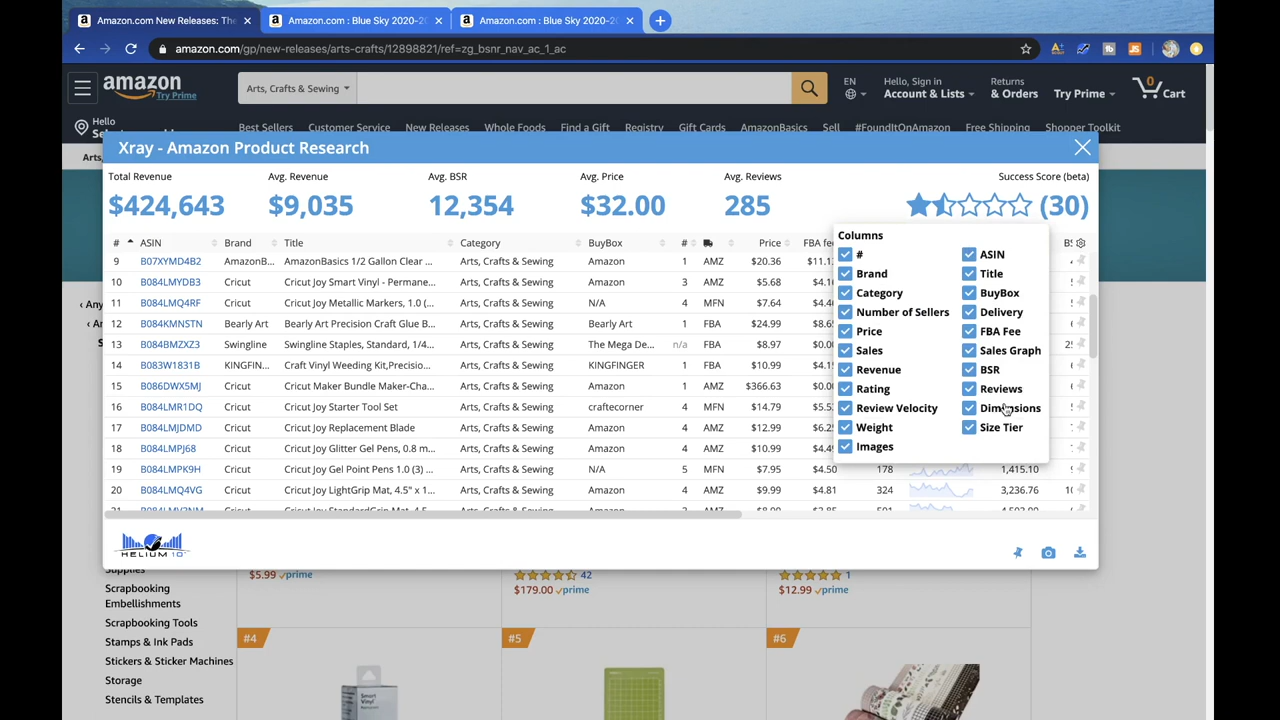 Amazon.com New Releases: The
Amazon.com : Blue Sky 2020-20
Amazon.com : Blue Sky 2020-20
amazon.com/gp/new-releases/arts-crafts/12898821/ref=zg_bsnr_nav_ac_1_ac
amazon
Try Prime
Arts, Crafts & Sewing
EN
Hello, Sign in
Account & Lists
Returns
& Orders
Try Prime
0
Cart
Hello
Best Sellers Customer Service New Releases Whole Foods Find a Gift Registry Gift Cards AmazonBasics Sell #FoundItOnAmazon Free Shipping Shopper Toolkit
Arts,
Xray - Amazon Product Research
Total Revenue Avg. Revenue Avg. BSR Avg. Price Avg. Reviews Success Score (beta)
$424,643 $9,035 12,354 $32.00 285 (30)
# ASIN Brand Title Category BuyBox # Price FBA fe
9 B07XYMD4B2 AmazonB... AmazonBasics 1/2 Gallon Clear ... Arts, Crafts & Sewing Amazon 1 AMZ $20.36 $11.1
10 B084LMYDB3 Cricut Cricut Joy Smart Vinyl - Permane... Arts, Crafts & Sewing Amazon 3 AMZ $5.68
11 B084LMQ4RF Cricut Cricut Joy Metallic Markers, 1.0 (... Arts, Crafts & Sewing N/A 4 MFN $7.64
12 B084KMNSTN Bearly Art Bearly Art Precision Craft Glue B... Arts, Crafts & Sewing Bearly Art 1 FBA $24.99
13 B084BMZXZ3 Swingline Swingline Staples, Standard, 1/4... Arts, Crafts & Sewing The Mega De... n/a FBA $8.97
14 B083W1831B KINGFIN... Craft Vinyl Weeding Kit,Precisio... Arts, Crafts & Sewing KINGFINGER 1 FBA $10.99
15 B086DWX5MJ Cricut Cricut Maker Bundle Maker-Cha... Arts, Crafts & Sewing Amazon 1 AMZ $366.63
16 B084LMR1DQ Cricut Cricut Joy Starter Tool Set Arts, Crafts & Sewing craftecorner 4 MFN $14.79
17 B084LMJDMD Cricut Cricut Joy Replacement Blade Arts, Crafts & Sewing Amazon 4 AMZ $12.99
18 B084LMPJ68 Cricut Cricut Joy Glitter Gel Pens, 0.8 m... Arts, Crafts & Sewing Amazon 4 AMZ $10.99
19 B084LMPK9H Cricut Cricut Joy Gel Point Pens 1.0 (3) ... Arts, Crafts & Sewing N/A 5 MFN $7.95 $4.50 178 1,415.10
20 B084LMQ4VG Cricut Cricut Joy LightGrip Mat, 4.5" x 1... Arts, Crafts & Sewing Amazon 4 AMZ $9.99 $4.81 324 3,236.76
Columns
# ASIN
Brand Title
Category BuyBox
Number of Sellers Delivery
Price FBA Fee
Sales Sales Graph
Revenue BSR
Rating Reviews
Review Velocity Dimensions
Weight Size Tier
Images
HELIUM 10
Supplies
Scrapbooking
Embellishments
Scrapbooking Tools
Stamps & Ink Pads
Stickers & Sticker Machines
Storage
Stencils & Templates
$5.99 prime
42
$179.00 prime
1
$12.99 prime
#4 #5 #6
Smart
Vinyl